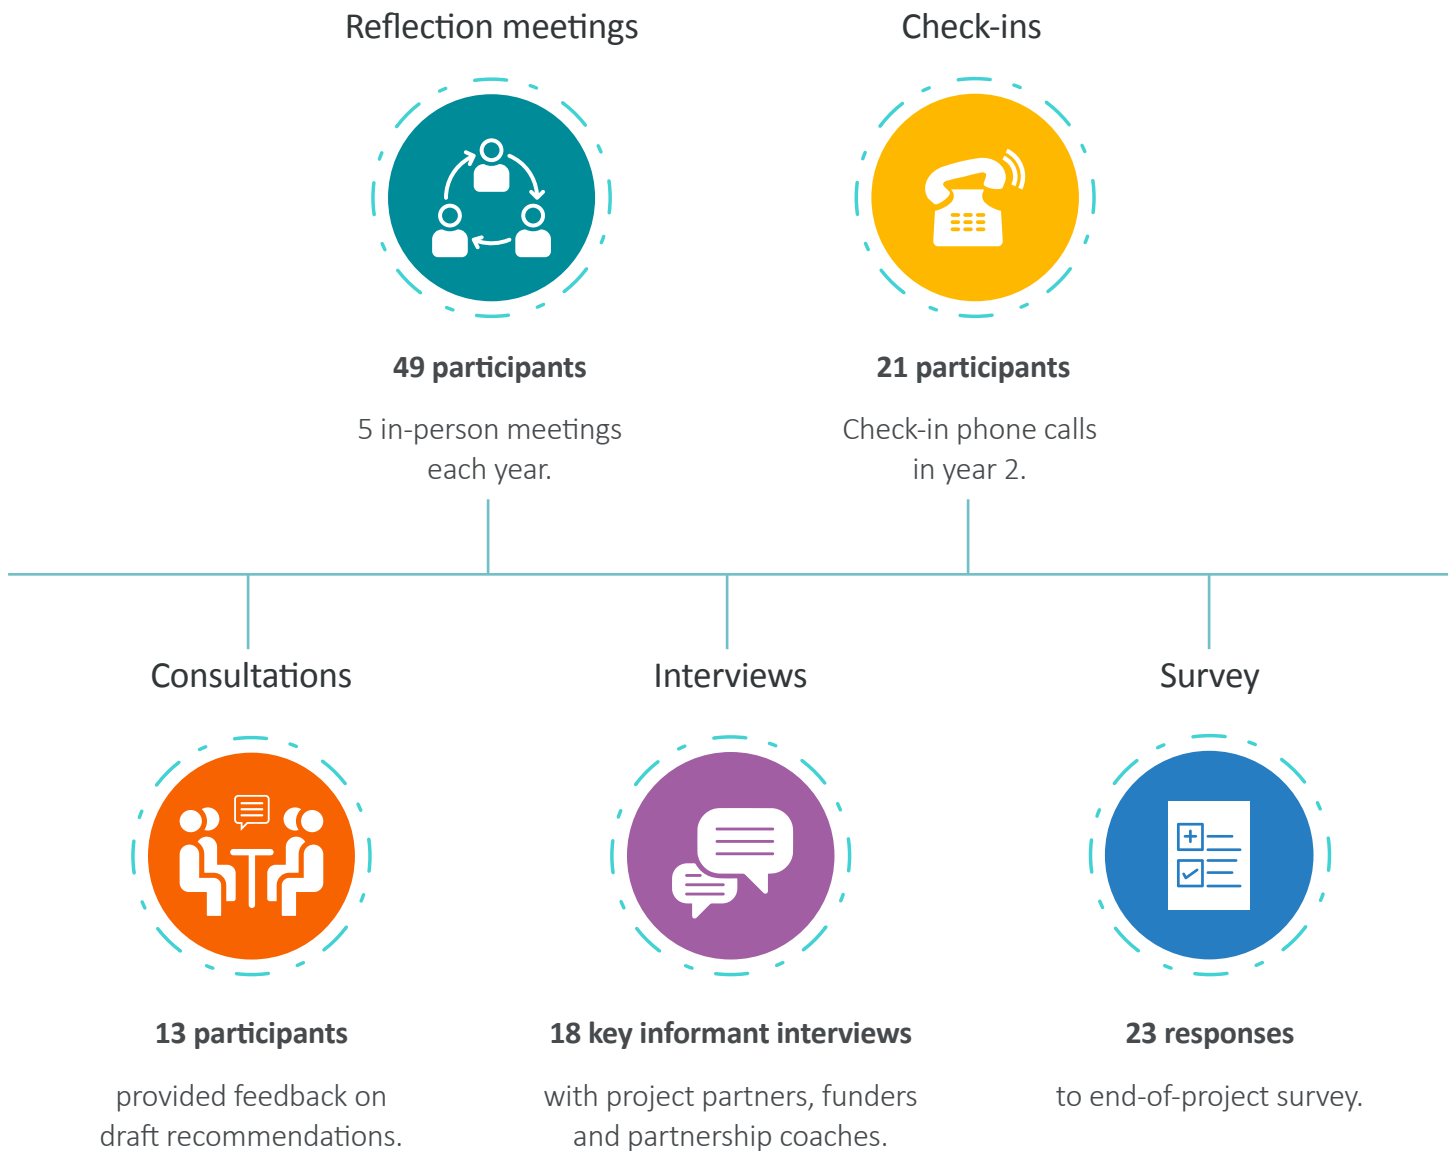 Reflection meetings
49 participants
5 in-person meetings
each year.
Check-ins
21 participants
Check-in phone calls
in year 2.
Consultations
13 participants
provided feedback on
draft recommendations.
Interviews
18 key informant interviews
with project partners, funders
and partnership coaches.
Survey
23 responses
to end-of-project survey.